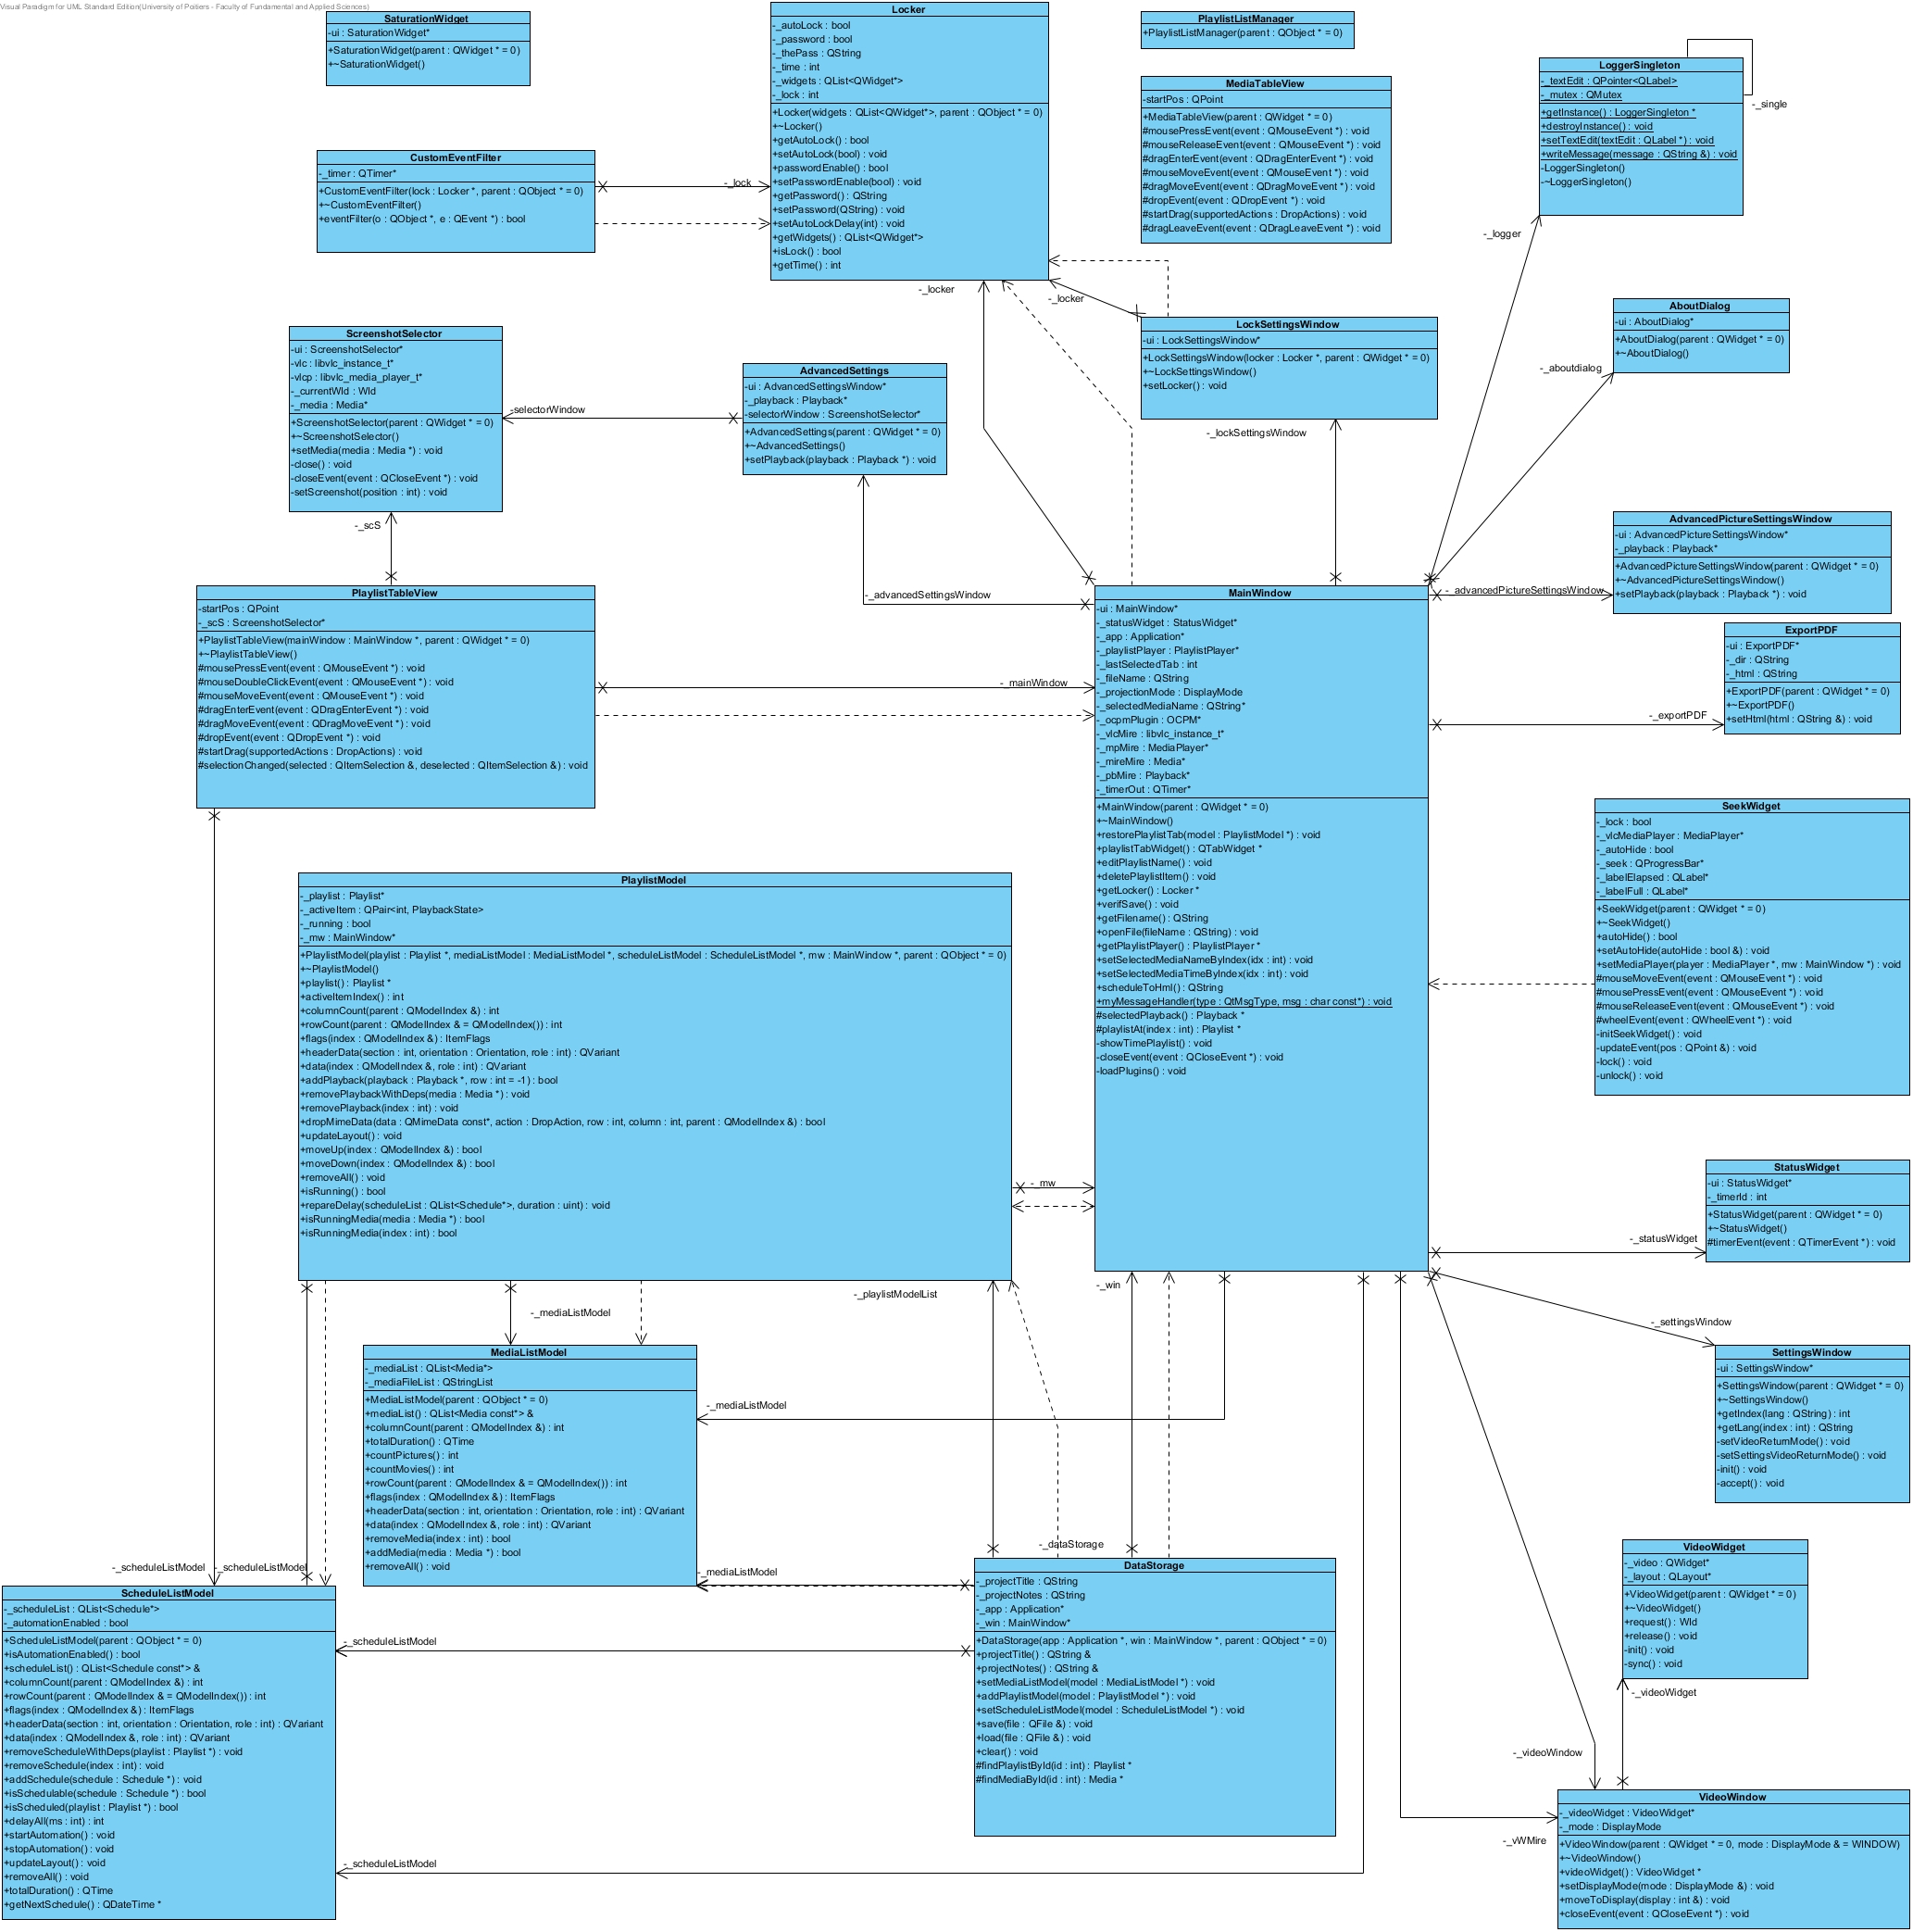 Visual Paradigm for UML Standard Edition(University of Poitiers - Faculty of Fundamental and Applied Sciences)
SaturationWidget
-ui : SaturationWidget*
+SaturationWidget(parent : QWidget * = 0)
+~SaturationWidget()
Locker
-_autoLock : bool
-_password : bool
-_thePass : QString
-_time : int
-_widgets : QList<QWidget*>
-_lock : int
+Locker(widgets : QList<QWidget*>, parent : QObject * = 0)
+~Locker()
+getAutoLock() : bool
+setAutoLock(bool) : void
+passwordEnable() : bool
+setPasswordEnable(bool) : void
+getPassword() : QString
+setPassword(QString) : void
+setAutoLockDelay(int) : void
+getWidgets() : QList<QWidget*>
+isLock() : bool
+getTime() : int
PlaylistListManager
+PlaylistListManager(parent : QObject * = 0)
MediaTableView
-startPos : QPoint
+MediaTableView(parent : QWidget * = 0)
#mousePressEvent(event : QMouseEvent *) : void
#mouseReleaseEvent(event : QMouseEvent *) : void
#dragEnterEvent(event : QDragEnterEvent *) : void
#mouseMoveEvent(event : QMouseEvent *) : void
#dragMoveEvent(event : QDragMoveEvent *) : void
#dropEvent(event : QDropEvent *) : void
#startDrag(supportedActions : DropActions) : void
#dragLeaveEvent(event : QDragLeaveEvent *) : void
LoggerSingleton
-_textEdit : QPointer<QLabel>
-_mutex : QMutex
+getInstance() : LoggerSingleton *
+destroyInstance() : void
+setTextEdit(textEdit : QLabel *) : void
+writeMessage(message : QString &) : void
-LoggerSingleton()
-~LoggerSingleton()
-_single
CustomEventFilter
-_timer : QTimer*
+CustomEventFilter(lock : Locker *, parent : QObject * = 0)
+~CustomEventFilter()
+eventFilter(o : QObject *, e : QEvent *) : bool
-_lock
-_logger
-_locker
-_locker
LockSettingsWindow
-ui : LockSettingsWindow*
+LockSettingsWindow(locker : Locker *, parent : QWidget * = 0)
+~LockSettingsWindow()
+setLocker() : void
AboutDialog
-ui : AboutDialog*
+AboutDialog(parent : QWidget * = 0)
+~AboutDialog()
-_aboutdialog
ScreenshotSelector
-ui : ScreenshotSelector*
-vlc : libvlc_instance_t*
-vlcp : libvlc_media_player_t*
-_currentWId : WId
-_media : Media*
+ScreenshotSelector(parent : QWidget * = 0)
+~ScreenshotSelector()
+setMedia(media : Media *) : void
-close() : void
-closeEvent(event : QCloseEvent *) : void
-setScreenshot(position : int) : void
-selectorWindow
AdvancedSettings
-ui : AdvancedSettingsWindow*
-_playback : Playback*
-selectorWindow : ScreenshotSelector*
+AdvancedSettings(parent : QWidget * = 0)
+~AdvancedSettings()
+setPlayback(playback : Playback *) : void
-_lockSettingsWindow
-_scS
-_advancedSettingsWindow
AdvancedPictureSettingsWindow
-ui : AdvancedPictureSettingsWindow*
-_playback : Playback*
+AdvancedPictureSettingsWindow(parent : QWidget * = 0)
+~AdvancedPictureSettingsWindow()
+setPlayback(playback : Playback *) : void
-_advancedPictureSettingsWindow
PlaylistTableView
-startPos : QPoint
-_scS : ScreenshotSelector*
+PlaylistTableView(mainWindow : MainWindow *, parent : QWidget * = 0)
+~PlaylistTableView()
#mousePressEvent(event : QMouseEvent *) : void
#mouseDoubleClickEvent(event : QMouseEvent *) : void
#mouseMoveEvent(event : QMouseEvent *) : void
#dragEnterEvent(event : QDragEnterEvent *) : void
#dragMoveEvent(event : QDragMoveEvent *) : void
#dropEvent(event : QDropEvent *) : void
#startDrag(supportedActions : DropActions) : void
#selectionChanged(selected : QItemSelection &, deselected : QItemSelection &) : void
-_mainWindow
MainWindow
-ui : MainWindow*
-_statusWidget : StatusWidget*
-_app : Application*
-_playlistPlayer : PlaylistPlayer*
-_lastSelectedTab : int
-_fileName : QString
-_projectionMode : DisplayMode
-_selectedMediaName : QString*
-_ocpmPlugin : OCPM*
-_vlcMire : libvlc_instance_t*
-_mpMire : MediaPlayer*
-_mireMire : Media*
-_pbMire : Playback*
-_timerOut : QTimer*
+MainWindow(parent : QWidget * = 0)
+~MainWindow()
+restorePlaylistTab(model : PlaylistModel *) : void
+playlistTabWidget() : QTabWidget *
+editPlaylistName() : void
+deletePlaylistItem() : void
+getLocker() : Locker *
+verifSave() : void
+getFilename() : QString
+openFile(fileName : QString) : void
+getPlaylistPlayer() : PlaylistPlayer *
+setSelectedMediaNameByIndex(idx : int) : void
+setSelectedMediaTimeByIndex(idx : int) : void
+scheduleToHml() : QString
+myMessageHandler(type : QtMsgType, msg : char const*) : void
#selectedPlayback() : Playback *
#playlistAt(index : int) : Playlist *
-showTimePlaylist() : void
-closeEvent(event : QCloseEvent *) : void
-loadPlugins() : void
ExportPDF
-ui : ExportPDF*
-_dir : QString
-_html : QString
+ExportPDF(parent : QWidget * = 0)
+~ExportPDF()
+setHtml(html : QString &) : void
-_exportPDF
SeekWidget
-_lock : bool
-_vlcMediaPlayer : MediaPlayer*
-_autoHide : bool
-_seek : QProgressBar*
-_labelElapsed : QLabel*
-_labelFull : QLabel*
+SeekWidget(parent : QWidget * = 0)
+~SeekWidget()
+autoHide() : bool
+setAutoHide(autoHide : bool &) : void
+setMediaPlayer(player : MediaPlayer *, mw : MainWindow *) : void
#mouseMoveEvent(event : QMouseEvent *) : void
#mousePressEvent(event : QMouseEvent *) : void
#mouseReleaseEvent(event : QMouseEvent *) : void
#wheelEvent(event : QWheelEvent *) : void
-initSeekWidget() : void
-updateEvent(pos : QPoint &) : void
-lock() : void
-unlock() : void
PlaylistModel
-_playlist : Playlist*
-_activeItem : QPair<int, PlaybackState>
-_running : bool
-_mw : MainWindow*
+PlaylistModel(playlist : Playlist *, mediaListModel : MediaListModel *, scheduleListModel : ScheduleListModel *, mw : MainWindow *, parent : QObject * = 0)
+~PlaylistModel()
+playlist() : Playlist *
+activeItemIndex() : int
+columnCount(parent : QModelIndex &) : int
+rowCount(parent : QModelIndex & = QModelIndex()) : int
+flags(index : QModelIndex &) : ItemFlags
+headerData(section : int, orientation : Orientation, role : int) : QVariant
+data(index : QModelIndex &, role : int) : QVariant
+addPlayback(playback : Playback *, row : int = -1) : bool
+removePlaybackWithDeps(media : Media *) : void
+removePlayback(index : int) : void
+dropMimeData(data : QMimeData const*, action : DropAction, row : int, column : int, parent : QModelIndex &) : bool
+updateLayout() : void
+moveUp(index : QModelIndex &) : bool
+moveDown(index : QModelIndex &) : bool
+removeAll() : void
+isRunning() : bool
+repareDelay(scheduleList : QList<Schedule*>, duration : uint) : void
+isRunningMedia(media : Media *) : bool
+isRunningMedia(index : int) : bool
-_mw
StatusWidget
-ui : StatusWidget*
-_timerId : int
+StatusWidget(parent : QWidget * = 0)
+~StatusWidget()
#timerEvent(event : QTimerEvent *) : void
-_statusWidget
-_playlistModelList
-_win
-_mediaListModel
-_settingsWindow
MediaListModel
-_mediaList : QList<Media*>
-_mediaFileList : QStringList
+MediaListModel(parent : QObject * = 0)
+mediaList() : QList<Media const*> &
+columnCount(parent : QModelIndex &) : int
+totalDuration() : QTime
+countPictures() : int
+countMovies() : int
+rowCount(parent : QModelIndex & = QModelIndex()) : int
+flags(index : QModelIndex &) : ItemFlags
+headerData(section : int, orientation : Orientation, role : int) : QVariant
+data(index : QModelIndex &, role : int) : QVariant
+removeMedia(index : int) : bool
+addMedia(media : Media *) : bool
+removeAll() : void
-_mediaListModel
SettingsWindow
-ui : SettingsWindow*
+SettingsWindow(parent : QWidget * = 0)
+~SettingsWindow()
+getIndex(lang : QString) : int
+getLang(index : int) : QString
-setVideoReturnMode() : void
-setSettingsVideoReturnMode() : void
-init() : void
-accept() : void
-_dataStorage
-_mediaListModel
-_scheduleListModel
-_scheduleListModel
ScheduleListModel
-_scheduleList : QList<Schedule*>
-_automationEnabled : bool
+ScheduleListModel(parent : QObject * = 0)
+isAutomationEnabled() : bool
+scheduleList() : QList<Schedule const*> &
+columnCount(parent : QModelIndex &) : int
+rowCount(parent : QModelIndex & = QModelIndex()) : int
+flags(index : QModelIndex &) : ItemFlags
+headerData(section : int, orientation : Orientation, role : int) : QVariant
+data(index : QModelIndex &, role : int) : QVariant
+removeScheduleWithDeps(playlist : Playlist *) : void
+removeSchedule(index : int) : void
+addSchedule(schedule : Schedule *) : void
+isSchedulable(schedule : Schedule *) : bool
+isScheduled(playlist : Playlist *) : bool
+delayAll(ms : int) : int
+startAutomation() : void
+stopAutomation() : void
+updateLayout() : void
+removeAll() : void
+totalDuration() : QTime
+getNextSchedule() : QDateTime *
-_scheduleListModel
-_scheduleListModel
DataStorage
-_projectTitle : QString
-_projectNotes : QString
-_app : Application*
-_win : MainWindow*
+DataStorage(app : Application *, win : MainWindow *, parent : QObject * = 0)
+projectTitle() : QString &
+projectNotes() : QString &
+setMediaListModel(model : MediaListModel *) : void
+addPlaylistModel(model : PlaylistModel *) : void
+setScheduleListModel(model : ScheduleListModel *) : void
+save(file : QFile &) : void
+load(file : QFile &) : void
+clear() : void
#findPlaylistById(id : int) : Playlist *
#findMediaById(id : int) : Media *
VideoWidget
-_video : QWidget*
-_layout : QLayout*
+VideoWidget(parent : QWidget * = 0)
+~VideoWidget()
+request() : WId
+release() : void
-init() : void
-sync() : void
-_videoWidget
-_videoWindow
-_vWMire
VideoWindow
-_videoWidget : VideoWidget*
-_mode : DisplayMode
+VideoWindow(parent : QWidget * = 0, mode : DisplayMode & = WINDOW)
+~VideoWindow()
+videoWidget() : VideoWidget *
+setDisplayMode(mode : DisplayMode &) : void
+moveToDisplay(display : int &) : void
+closeEvent(event : QCloseEvent *) : void